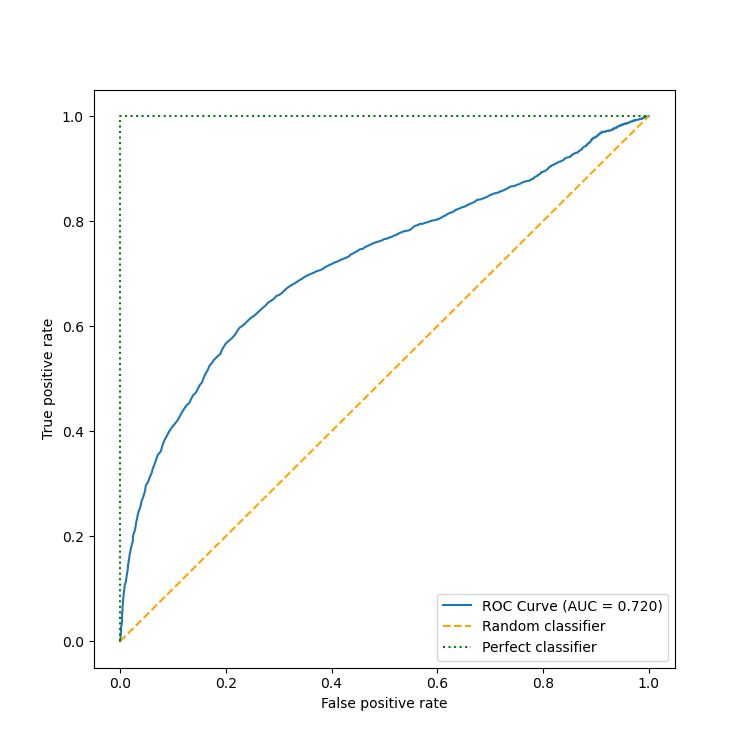 1.0
0.8
0.6
0.4
0.2
0.0
True positive rate
0.0 0.2 0.4 0.6 0.8 1.0
False positive rate
ROC Curve (AUC = 0.720)
Random classifier
Perfect classifier